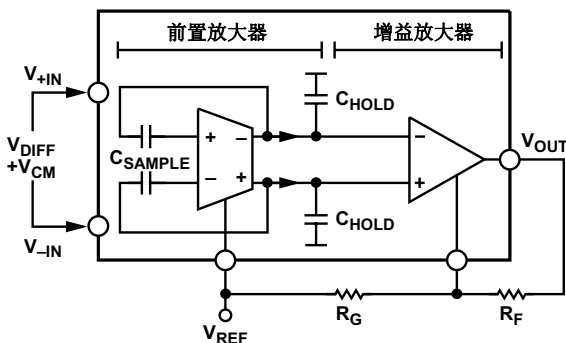 前置放大器
增益放大器
V+IN
VDIFF
+VCM
V–IN
CSAMPLE
+
–
–
+
CHOLD
CHOLD
–
+
VOUT
VREF
RG
RF